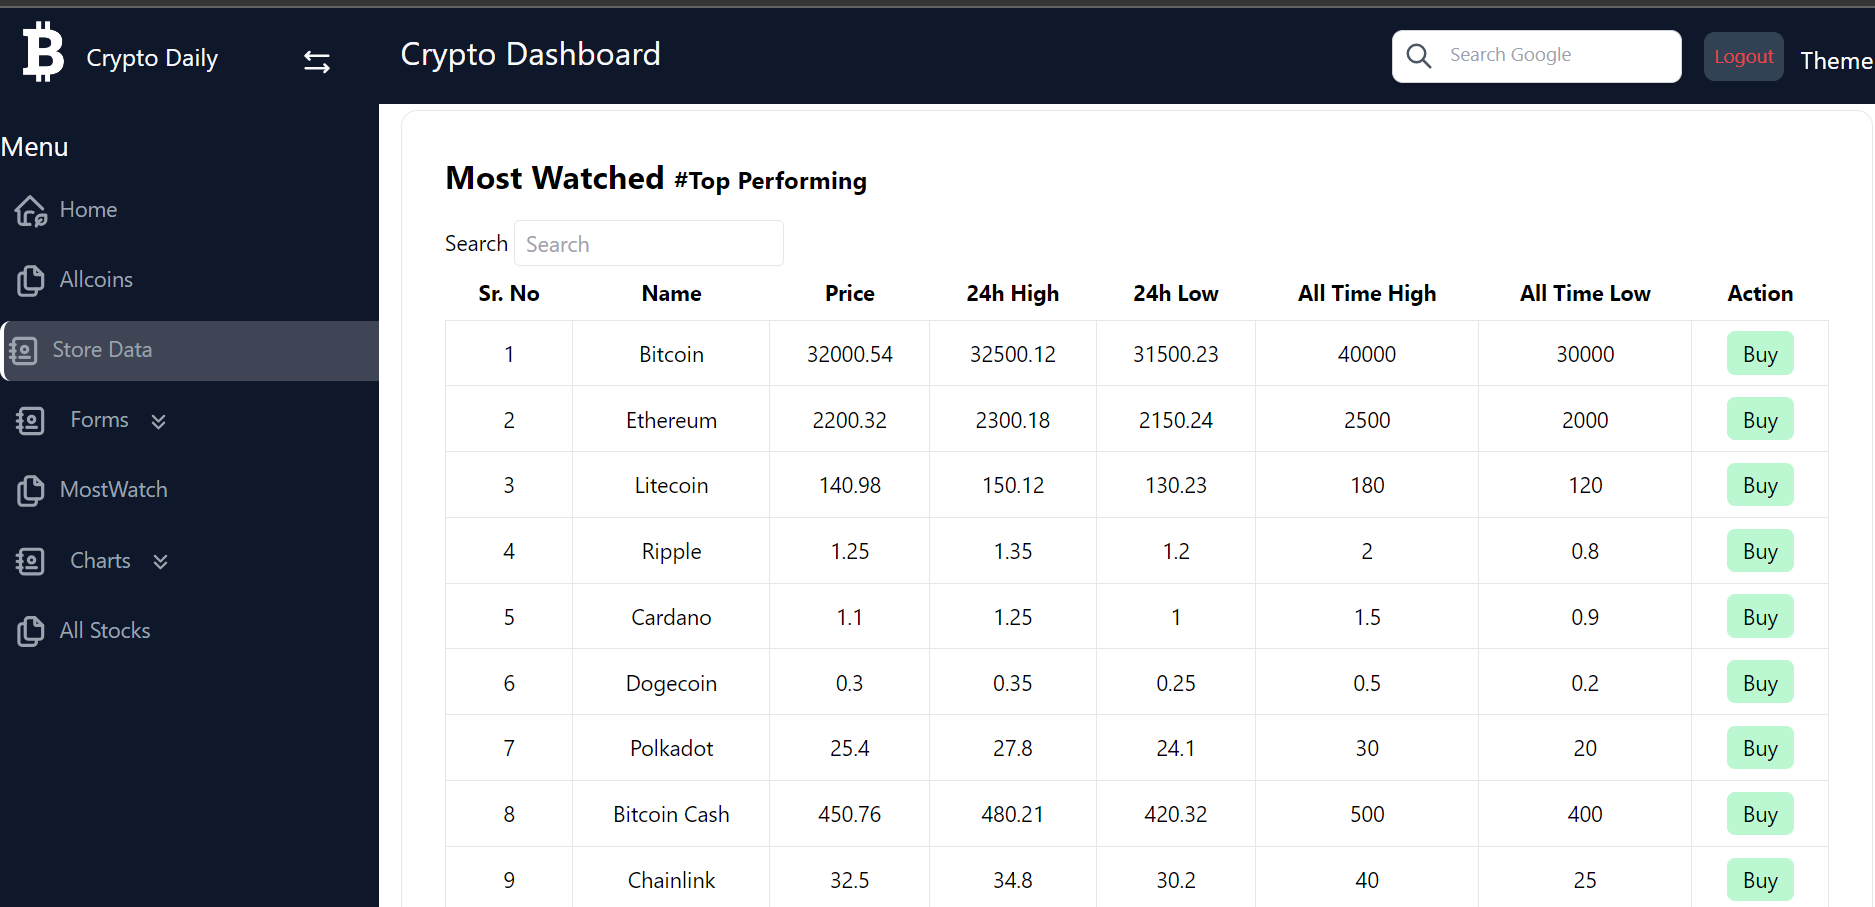 Crypto Daily
Crypto Dashboard
Search Google
Logout
Theme
Menu
Home
Allcoins
Store Data
Forms
MostWatch
Charts
All Stocks
Most Watched #Top Performing
Search Search
Sr. No Name Price 24h High 24h Low All Time High All Time Low Action
1 Bitcoin 32000.54 32500.12 31500.23 40000 30000 Buy
2 Ethereum 2200.32 2300.18 2150.24 2500 2000 Buy
3 Litecoin 140.98 150.12 130.23 180 120 Buy
4 Ripple 1.25 1.35 1.2 2 0.8 Buy
5 Cardano 1.1 1.25 1 1.5 0.9 Buy
6 Dogecoin 0.3 0.35 0.25 0.5 0.2 Buy
7 Polkadot 25.4 27.8 24.1 30 20 Buy
8 Bitcoin Cash 450.76 480.21 420.32 500 400 Buy
9 Chainlink 32.5 34.8 30.2 40 25 Buy